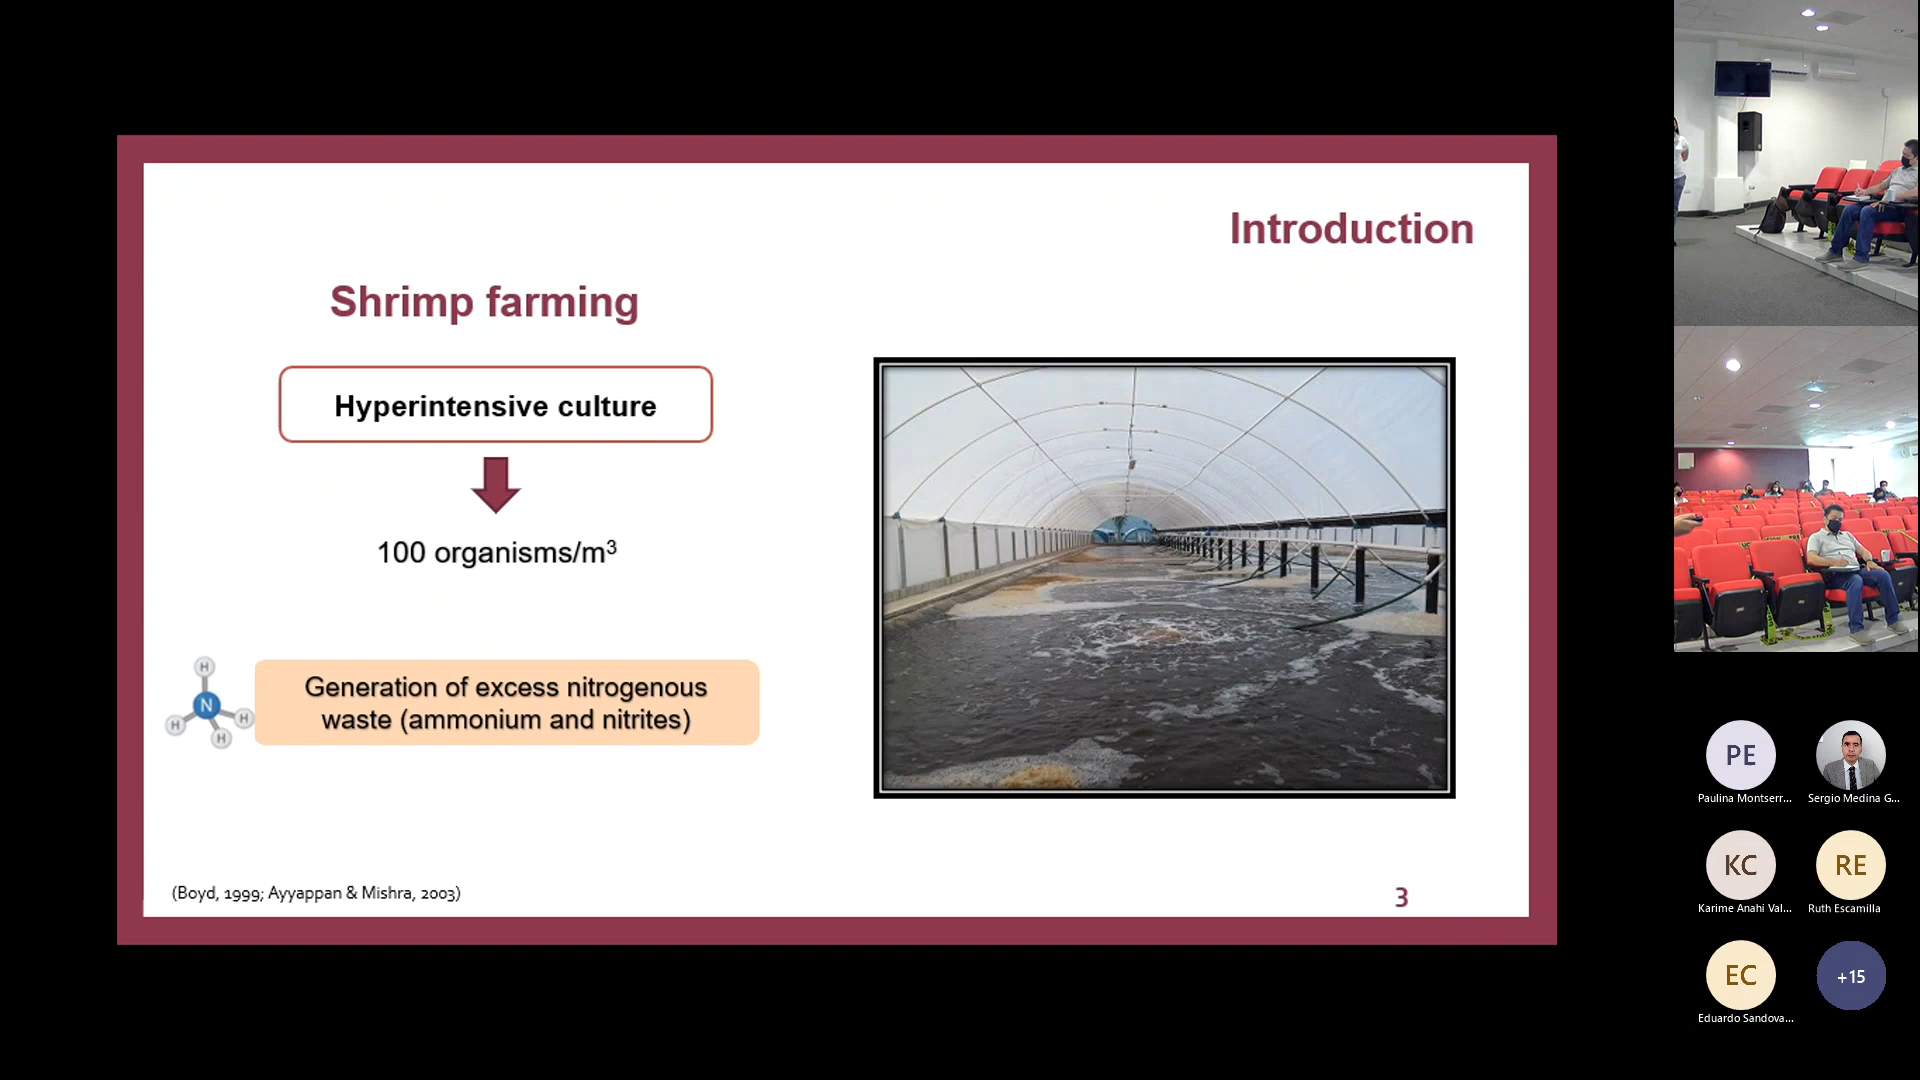 Introduction
Shrimp farming
Hyperintensive culture
100 organisms/m³
H
N
H
H
H
Generation of excess nitrogenous
waste (ammonium and nitrites)
(Boyd, 1999; Ayyappan & Mishra, 2003)
3
PE
Paulina Montserr...
Sergio Medina G...
KC
Karime Anahi Val...
RE
Ruth Escamilla
EC
Eduardo Sandova...
+15